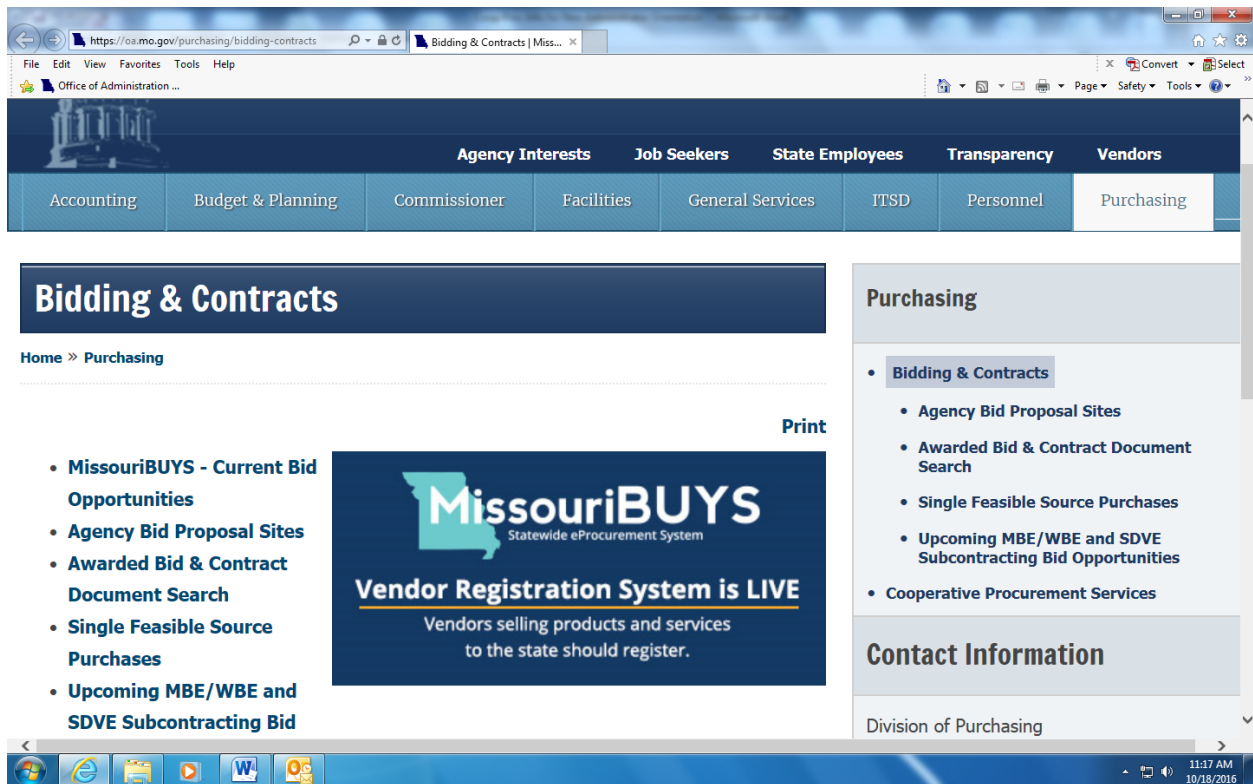 https://oa.mo.gov/purchasing/bidding-contracts
Bidding & Contracts | Miss...
File Edit View Favorites Tools Help
Convert Select
Office of Administration ...
Page Safety Tools
Agency Interests Job Seekers State Employees Transparency Vendors
Accounting Budget & Planning Commissioner Facilities General Services ITSD Personnel Purchasing
Bidding & Contracts
Home » Purchasing
Print
• MissouriBUYS - Current Bid
Opportunities
• Agency Bid Proposal Sites
• Awarded Bid & Contract
Document Search
• Single Feasible Source
Purchases
• Upcoming MBE/WBE and
SDVE Subcontracting Bid
MissouriBUYS
Statewide eProcurement System
Vendor Registration System is LIVE
Vendors selling products and services
to the state should register.
Purchasing
• Bidding & Contracts
• Agency Bid Proposal Sites
• Awarded Bid & Contract Document
Search
• Single Feasible Source Purchases
• Upcoming MBE/WBE and SDVE
Subcontracting Bid Opportunities
• Cooperative Procurement Services
Contact Information
Division of Purchasing
11:17 AM
10/18/2016